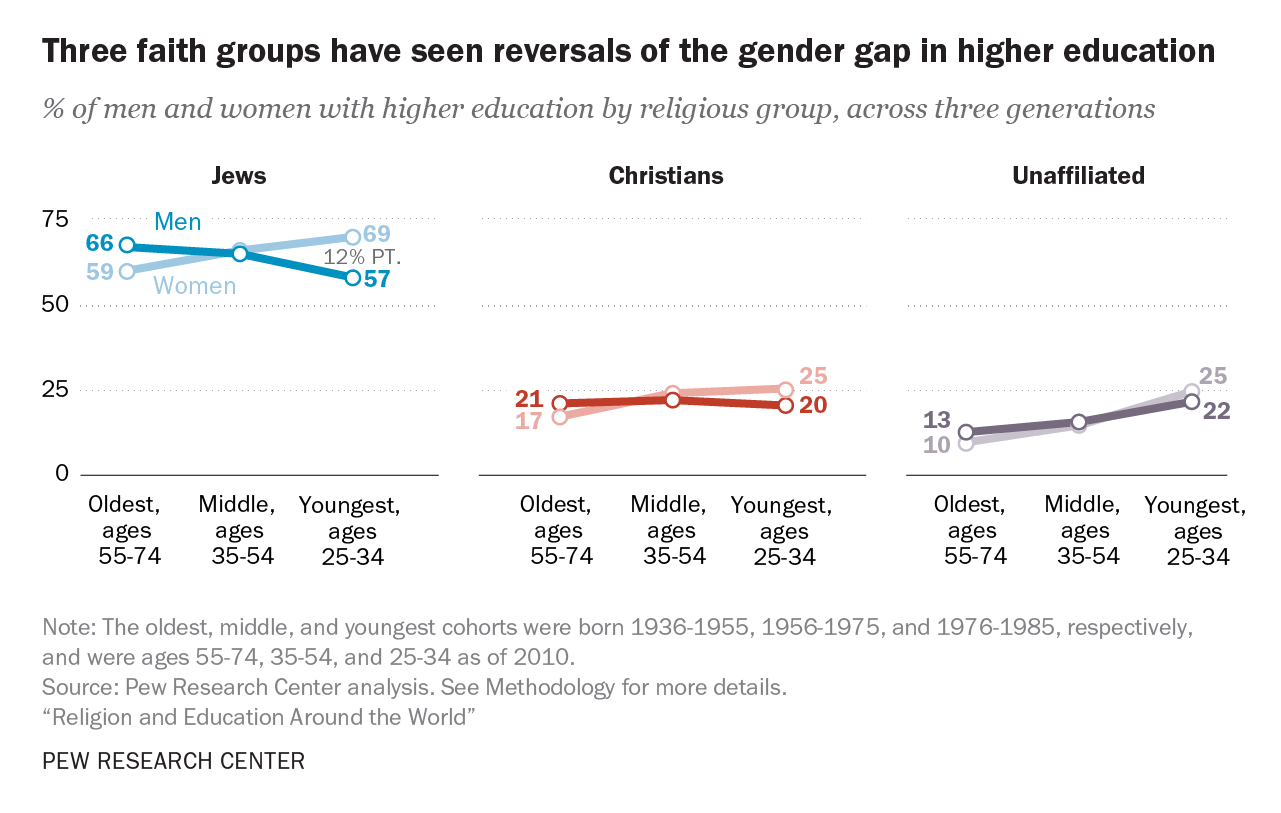 Three faith groups have seen reversals of the gender gap in higher education
% of men and women with higher education by religious group, across three generations
Jews
75
Men
66
69
12% PT.
59
57
Women
50
25
0
Oldest, ages 55-74
Middle, ages 35-54
Youngest, ages 25-34
Christians
21
17
25
20
Oldest, ages 55-74
Middle, ages 35-54
Youngest, ages 25-34
Unaffiliated
13
10
25
22
Oldest, ages 55-74
Middle, ages 35-54
Youngest, ages 25-34
Note: The oldest, middle, and youngest cohorts were born 1936-1955, 1956-1975, and 1976-1985, respectively,
and were ages 55-74, 35-54, and 25-34 as of 2010.
Source: Pew Research Center analysis. See Methodology for more details.
“Religion and Education Around the World”
PEW RESEARCH CENTER